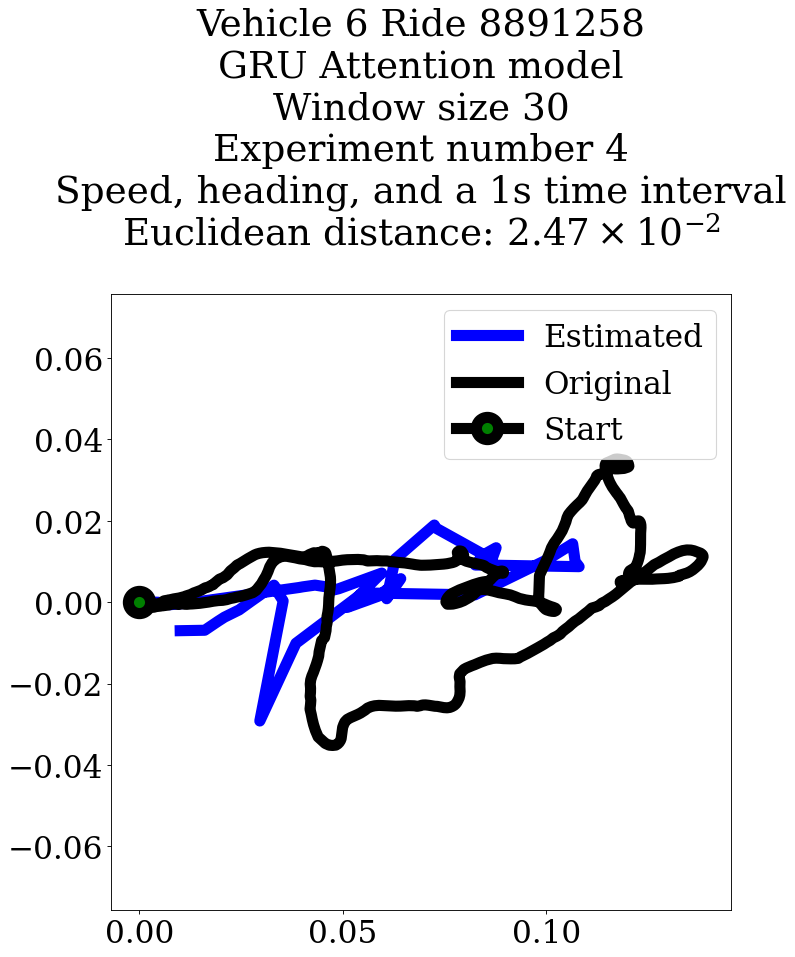 Vehicle 6 Ride 8891258
GRU Attention model
Window size 30
Experiment number 4
Speed, heading, and a 1s time interval
Euclidean distance: 2.47 × 10⁻²
Estimated
Original
Start
0.06
0.04
0.02
0.00
−0.02
−0.04
−0.06
0.00 0.05 0.10